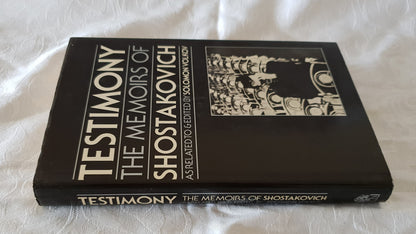 TESTIMONY
THE MEMOIRS OF
SHOSTAKOVICH
AS RELATED TO & EDITED BY SOLOMON VOLKOV
TESTIMONY THE MEMOIRS OF SHOSTAKOVICH